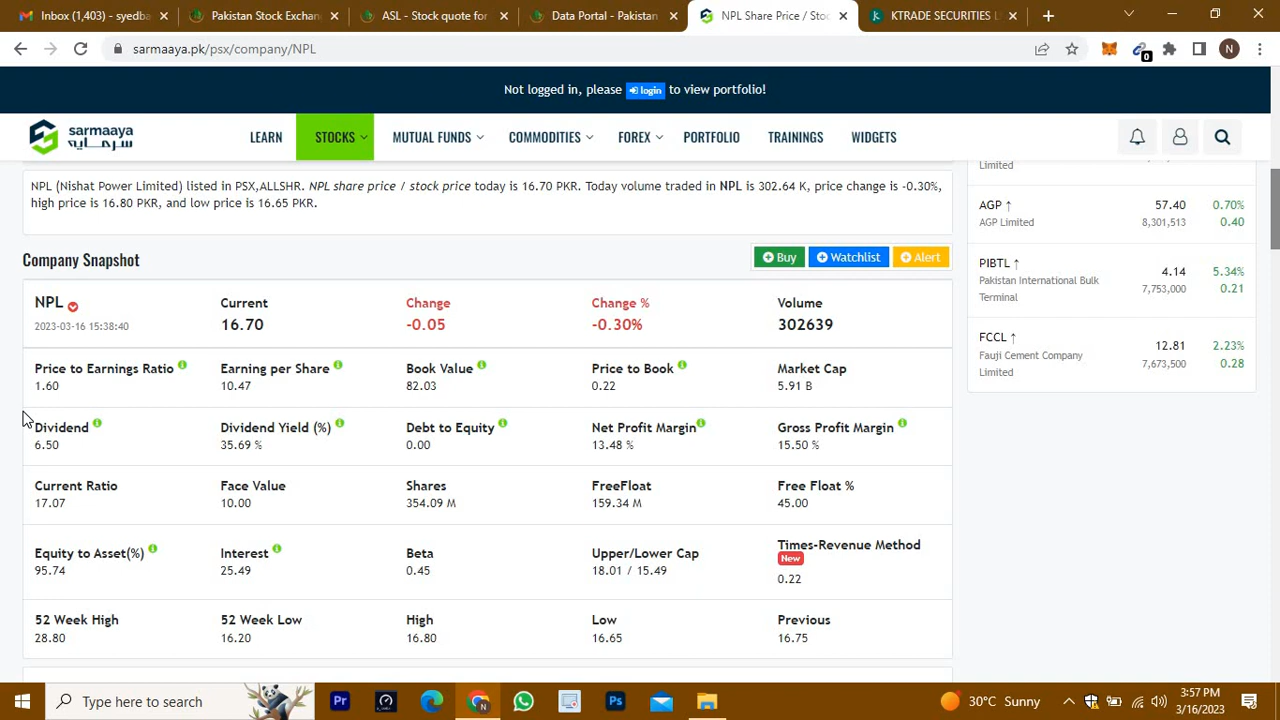 Inbox (1,403) - syedba
Pakistan Stock Exchan
ASL - Stock quote for
Data Portal - Pakistan
NPL Share Price / Stoc
KTRADE SECURITIES L
sarmaaya.pk/psx/company/NPL
0
N
Not logged in, please login to view portfolio!
sarmaaya
سرمایہ
LEARN
STOCKS
MUTUAL FUNDS
COMMODITIES
FOREX
PORTFOLIO
TRAININGS
WIDGETS
NPL (Nishat Power Limited) listed in PSX,ALLSHR. NPL share price / stock price today is 16.70 PKR. Today volume traded in NPL is 302.64 K, price change is -0.30%,
high price is 16.80 PKR, and low price is 16.65 PKR.
Company Snapshot
Buy
Watchlist
Alert
NPL Current Change Change % Volume
2023-03-16 15:38:40 16.70 -0.05 -0.30% 302639
Price to Earnings Ratio Earning per Share Book Value Price to Book Market Cap
1.60 10.47 82.03 0.22 5.91 B
Dividend Dividend Yield (%) Debt to Equity Net Profit Margin Gross Profit Margin
6.50 35.69 % 0.00 13.48 % 15.50 %
Current Ratio Face Value Shares FreeFloat Free Float %
17.07 10.00 354.09 M 159.34 M 45.00
Equity to Asset(%) Interest Beta Upper/Lower Cap Times-Revenue Method
New
95.74 25.49 0.45 18.01 / 15.49 0.22
52 Week High 52 Week Low High Low Previous
28.80 16.20 16.80 16.65 16.75
Limited
AGP ↑ 57.40 0.70%
AGP Limited 8,301,513 0.40
PIBTL ↑ 4.14 5.34%
Pakistan International Bulk 7,753,000 0.21
Terminal
FCCL ↑ 12.81 2.23%
Fauji Cement Company 7,673,500 0.28
Limited
Type here to search
Pr
Ps
N
30°C Sunny
3:57 PM
3/16/2023